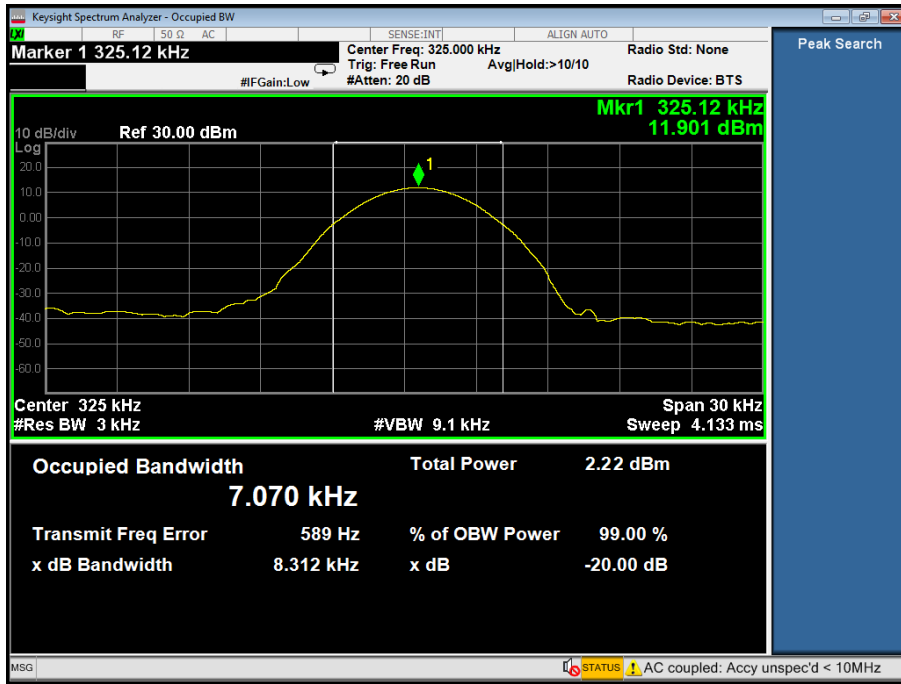 Keysight Spectrum Analyzer - Occupied BW
LXI RF 50 Ω AC SENSE:INT ALIGN AUTO
Marker 1 325.12 kHz
Center Freq: 325.000 kHz Radio Std: None
Trig: Free Run Avg|Hold:>10/10
#IFGain:Low #Atten: 20 dB Radio Device: BTS
Peak Search
Mkr1 325.12 kHz
11.901 dBm
10 dB/div Ref 30.00 dBm
Log
20.0
10.0
0.00
-10.0
-20.0
-30.0
-40.0
-50.0
-60.0
1
Center 325 kHz Span 30 kHz
#Res BW 3 kHz #VBW 9.1 kHz Sweep 4.133 ms
Occupied Bandwidth Total Power 2.22 dBm
7.070 kHz
Transmit Freq Error 589 Hz % of OBW Power 99.00 %
x dB Bandwidth 8.312 kHz x dB -20.00 dB
MSG STATUS AC coupled: Accy unspec'd < 10MHz